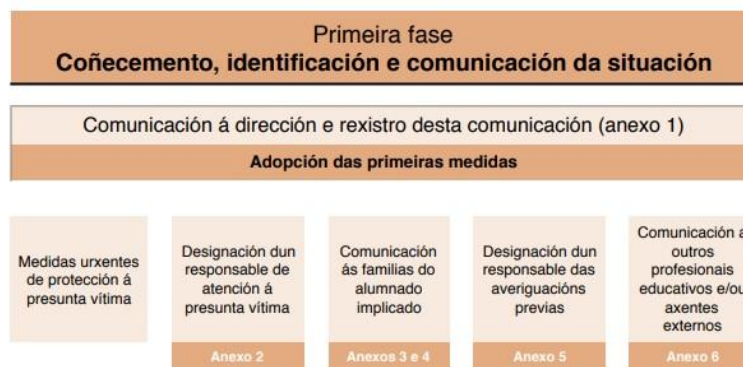 Primeira fase
Coñecemento, identificación e comunicación da situación
Comunicación á dirección e rexistro desta comunicación (anexo 1)
Adopción das primeiras medidas
Medidas urxentes
de protección á
presunta vítima
Designación dun
responsable de
atención á
presunta vítima
Anexo 2
Comunicación
ás familias do
alumnado
implicado
Anexos 3 e 4
Designación dun
responsable das
averiguacións
previas
Anexo 5
Comunicación a
outros
profesionais
educativos e/ou
axentes
externos
Anexo 6